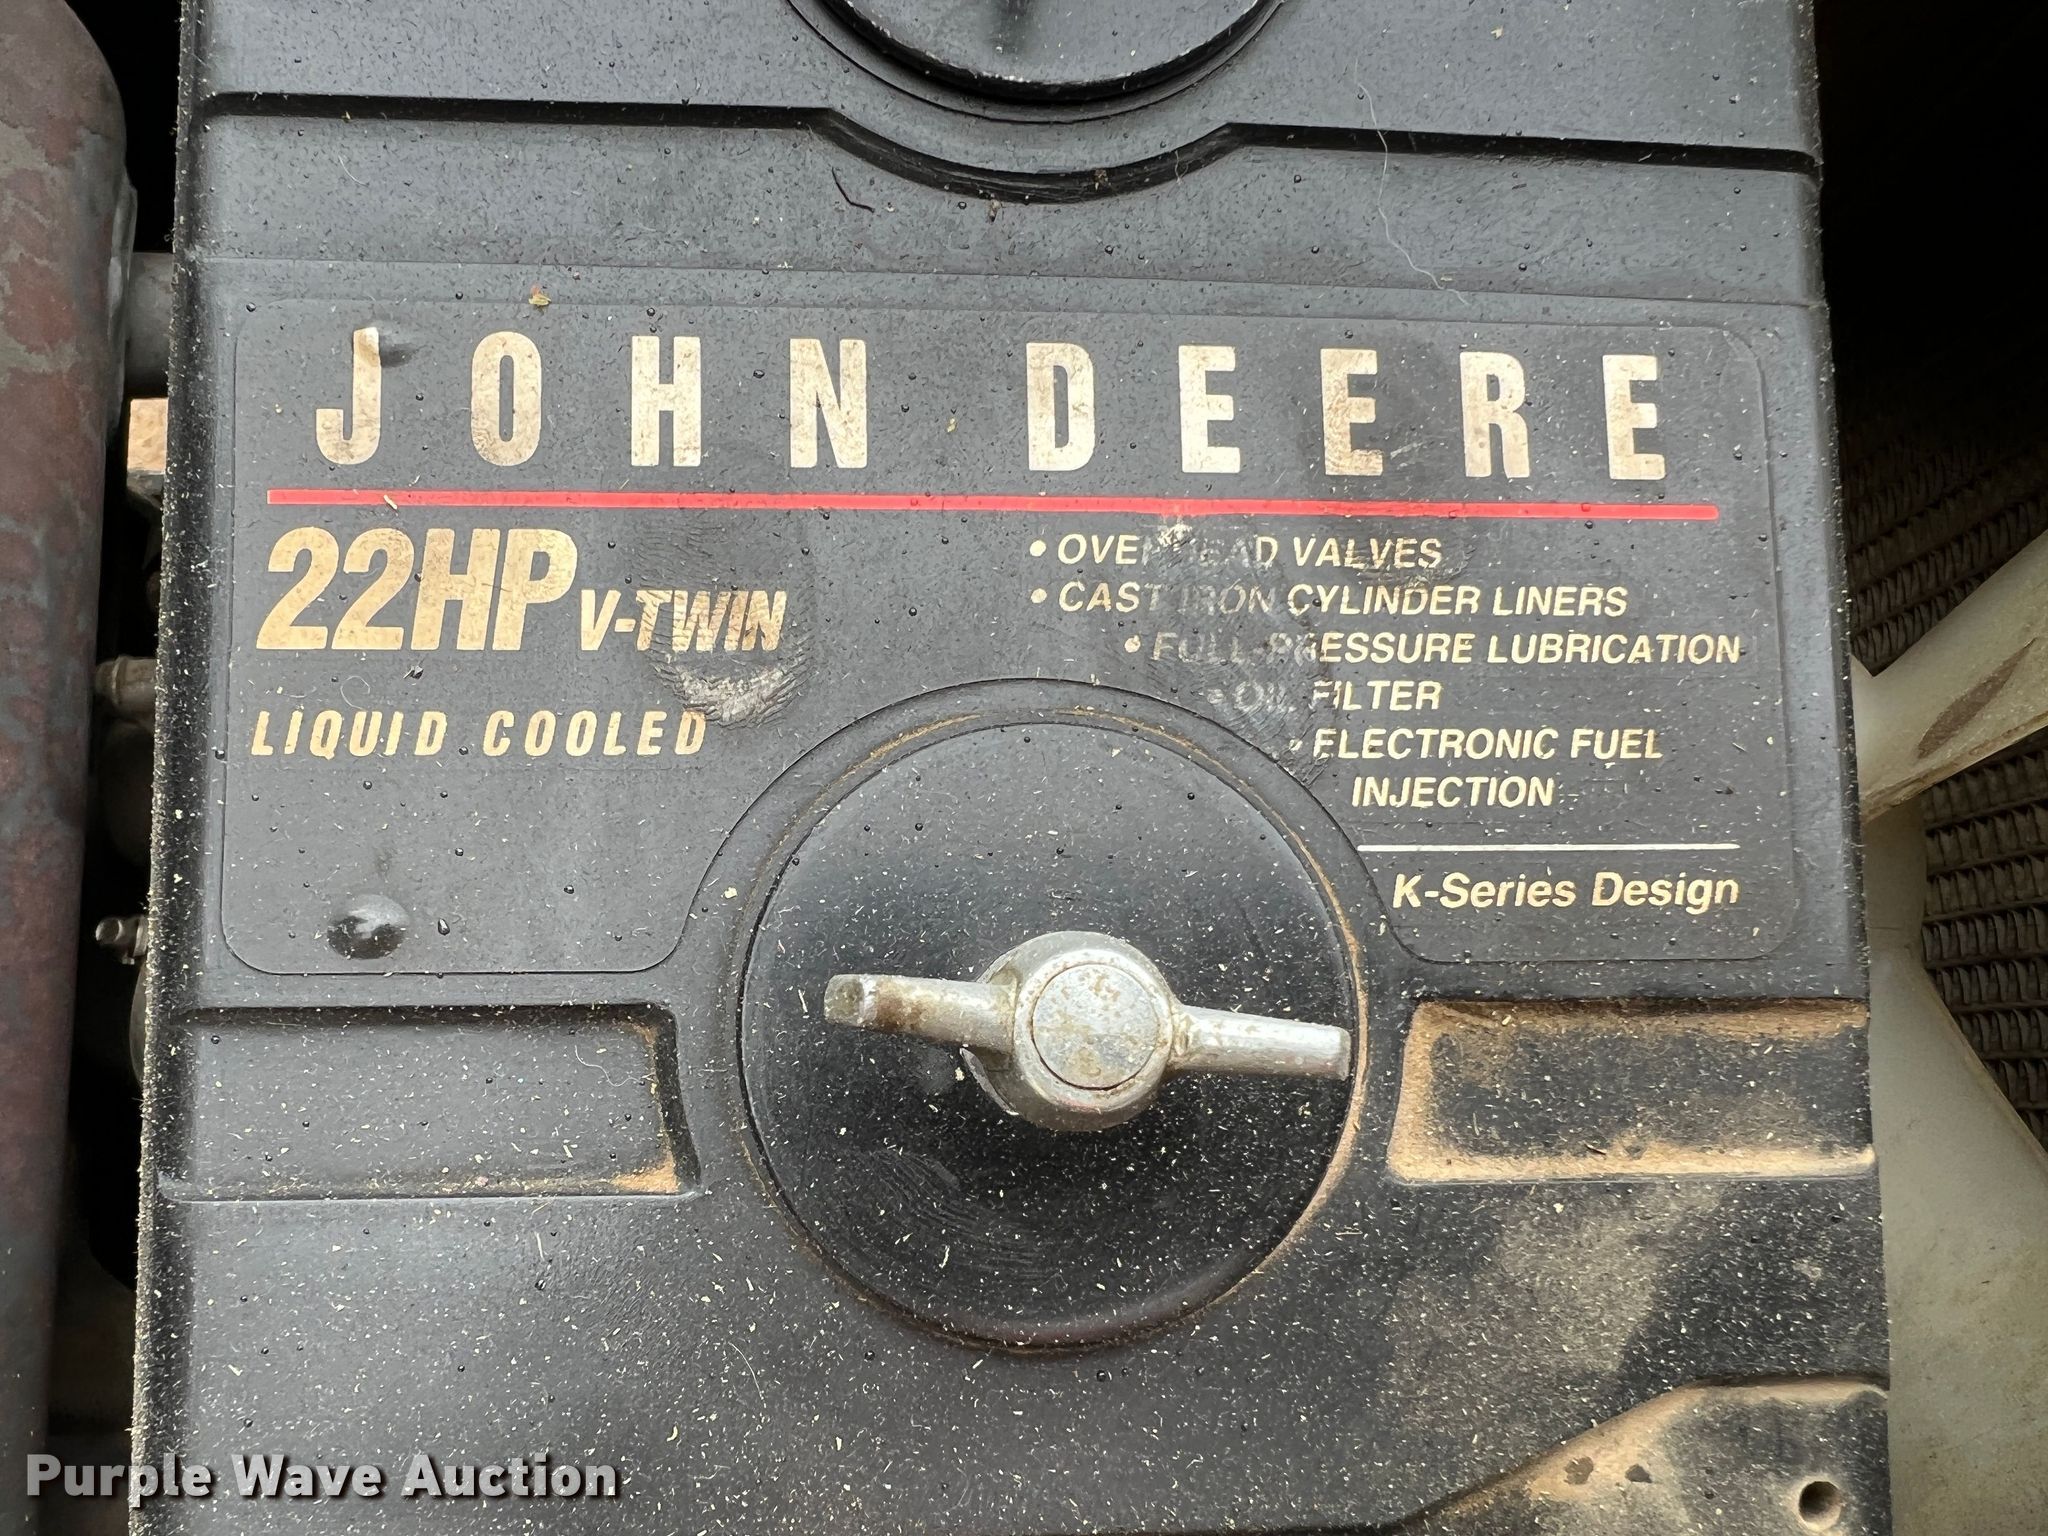 JOHN DEERE
22HP V-TWIN
LIQUID COOLED
• OVERHEAD VALVES
• CAST IRON CYLINDER LINERS
• FULL-PRESSURE LUBRICATION
• OIL FILTER
• ELECTRONIC FUEL
INJECTION
K-Series Design
Purple Wave Auction